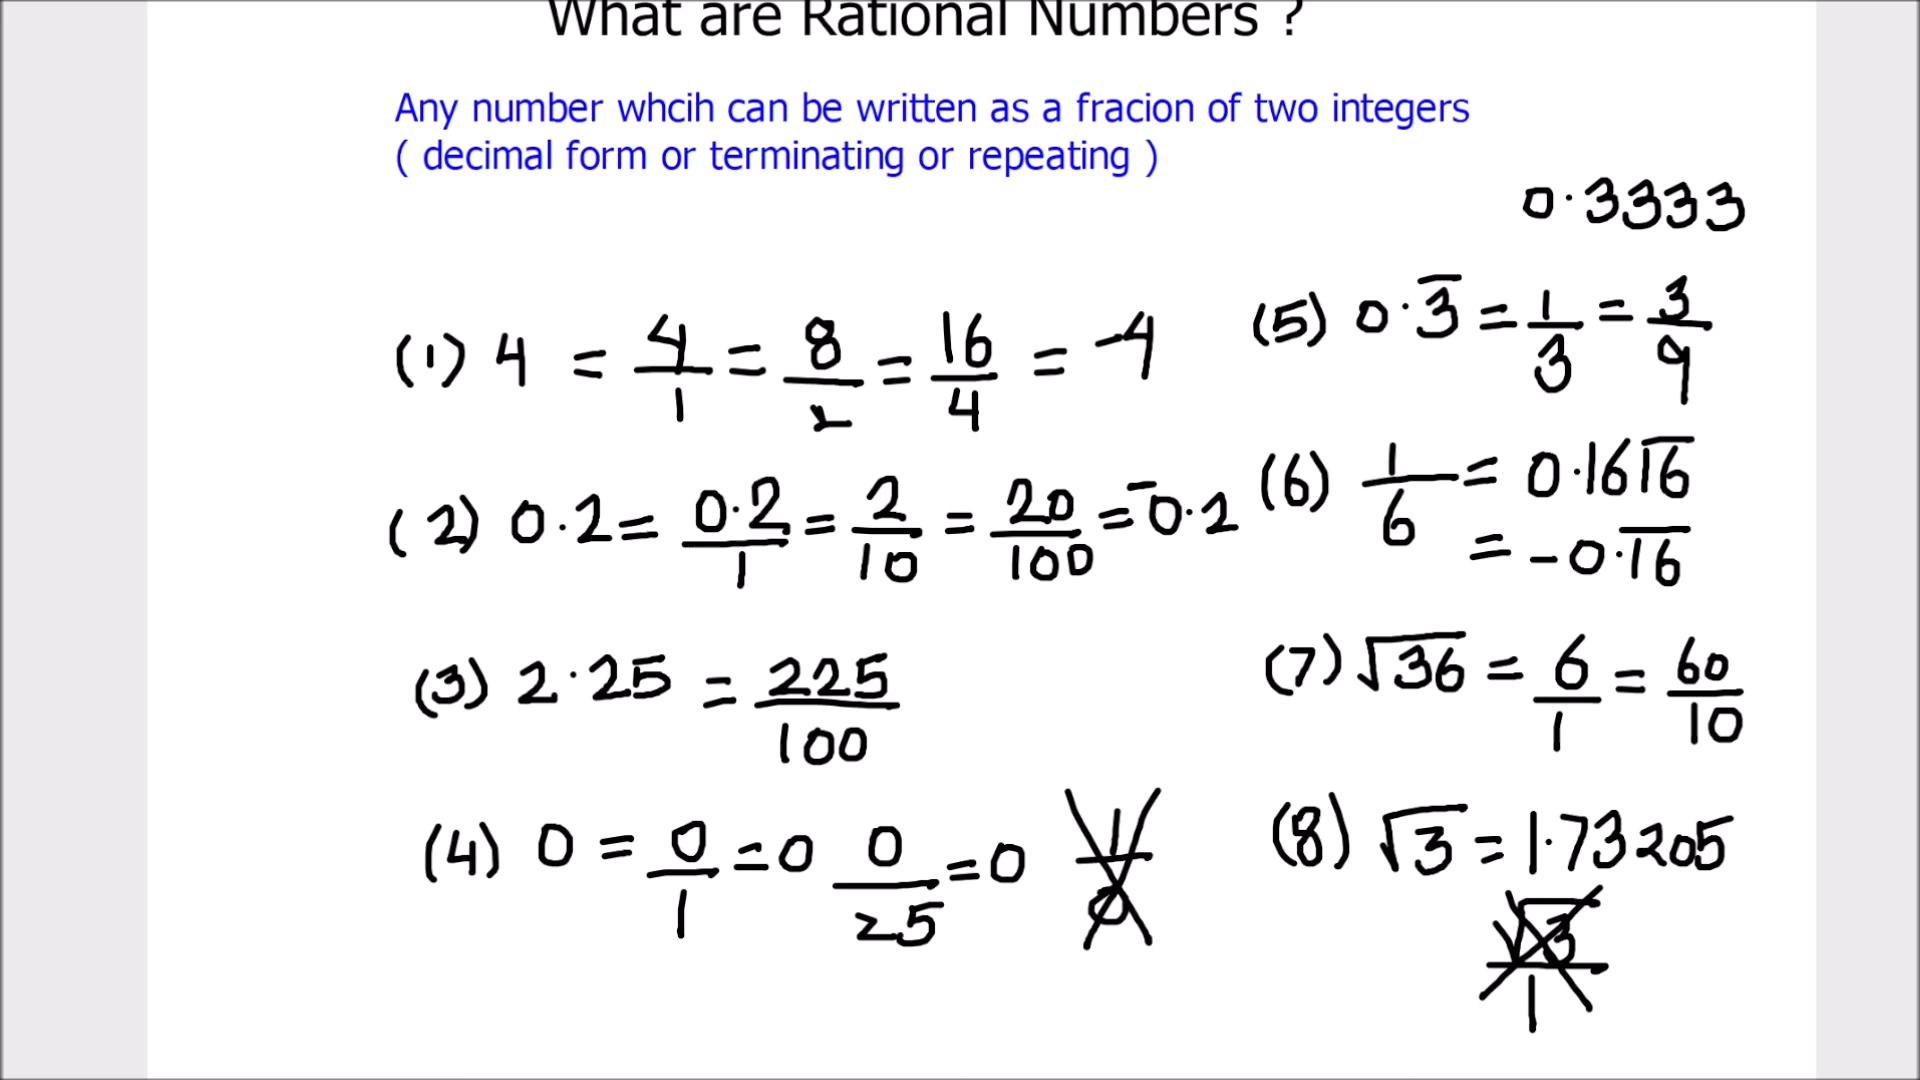 What are Rational Numbers ?
Any number whcih can be written as a fracion of two integers
( decimal form or terminating or repeating )
0.3333
(1) 4 = 4/1 = 8/2 = 16/4 = -4
(2) 0.2 = 0.2/1 = 2/10 = 20/100 = -0.2
(3) 2.25 = 225/100
(4) 0 = 0/1 = 0 0/25 = 0 1/0
(5) 0.3̅ = 1/3 = 3/9
(6) 1/6 = 0.161̅6̅
= -0.1̅6̅
(7) √36 = 6/1 = 60/10
(8) √3 = 1.73205
√3/1